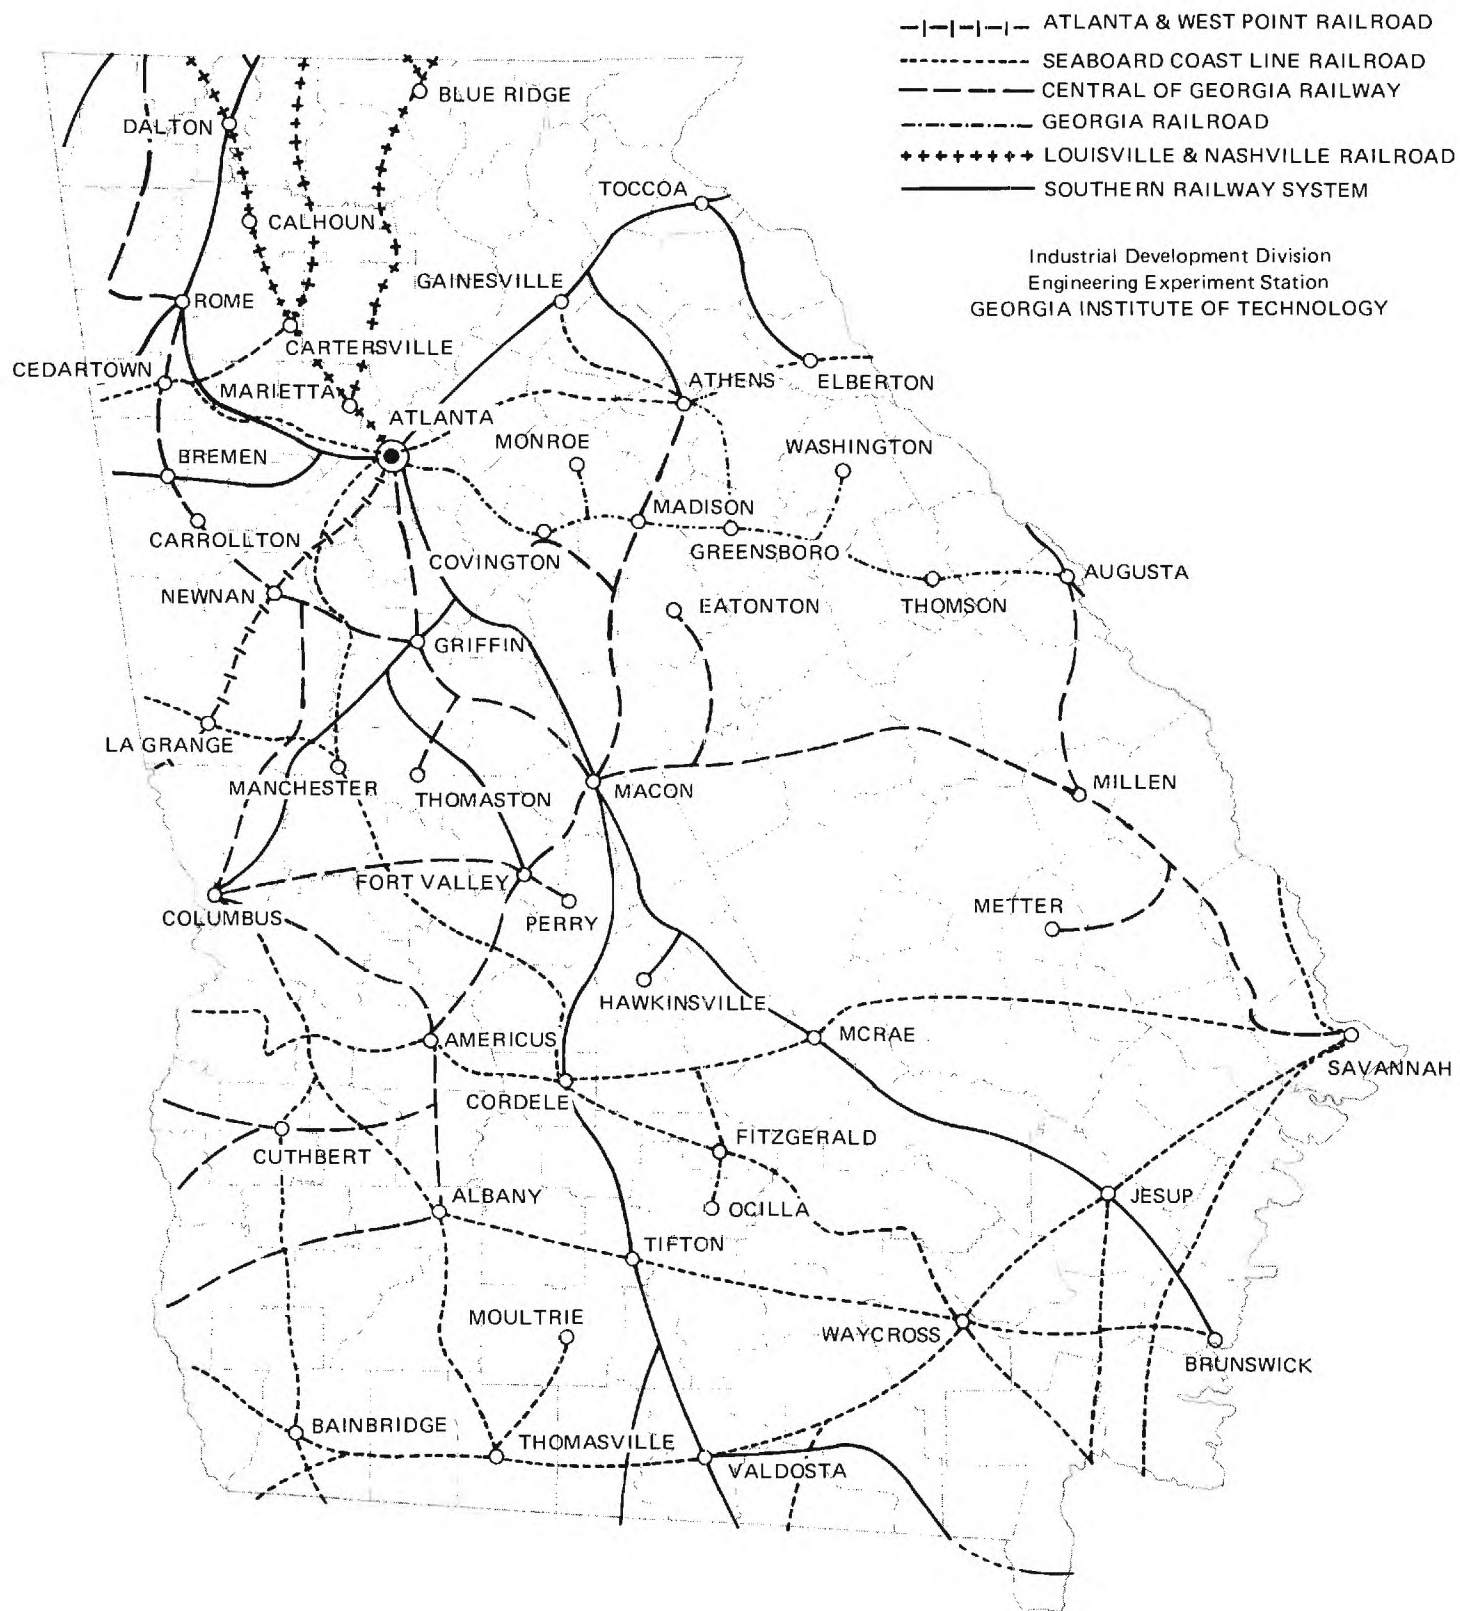 ATLANTA & WEST POINT RAILROAD
SEABOARD COAST LINE RAILROAD
CENTRAL OF GEORGIA RAILWAY
GEORGIA RAILROAD
LOUISVILLE & NASHVILLE RAILROAD
SOUTHERN RAILWAY SYSTEM
Industrial Development Division
Engineering Experiment Station
GEORGIA INSTITUTE OF TECHNOLOGY
BLUE RIDGE
DALTON
TOCCOA
CALHOUN
GAINESVILLE
ROME
CARTERSVILLE
CEDARTOWN
ATHENS
ELBERTON
MARIETTA
ATLANTA
MONROE
WASHINGTON
BREMEN
MADISON
CARROLLTON
GREENSBORO
COVINGTON
AUGUSTA
NEWNAN
EATONTON
THOMSON
GRIFFIN
LA GRANGE
MANCHESTER
THOMASTON
MACON
MILLEN
FORT VALLEY
METTER
COLUMBUS
PERRY
HAWKINSVILLE
AMERICUS
MCRAE
SAVANNAH
CORDELE
FITZGERALD
CUTHBERT
ALBANY
JESUP
OCILLA
TIFTON
MOULTRIE
WAYCROSS
BRUNSWICK
BAINBRIDGE
THOMASVILLE
VALDOSTA